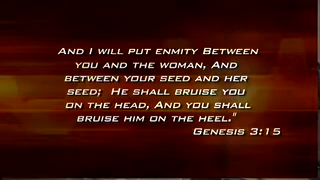 And I will put enmity Between
you and the woman, And
between your seed and her
seed; He shall bruise you
on the head, And you shall
bruise him on the heel."
Genesis 3:15